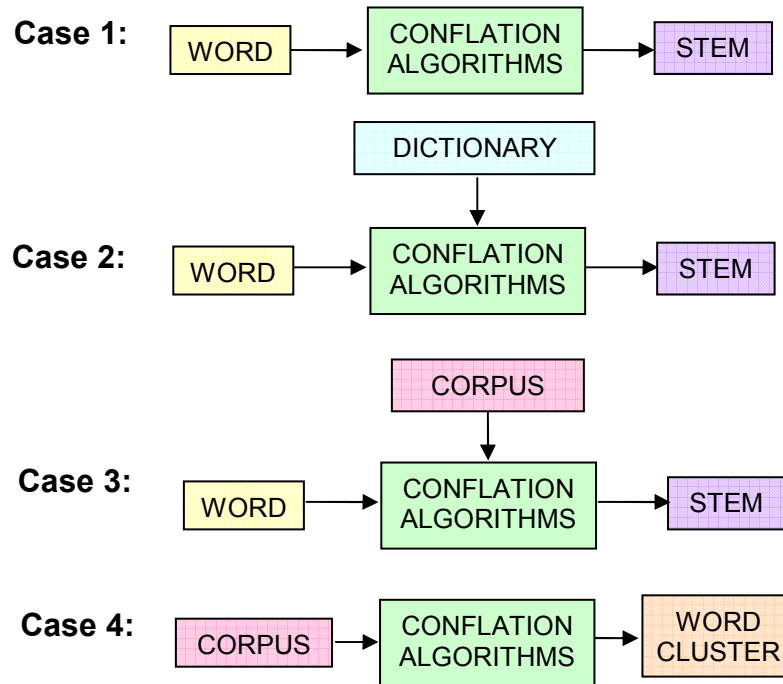 Case 1:
WORD
CONFLATION
ALGORITHMS
STEM
DICTIONARY
Case 2:
WORD
CONFLATION
ALGORITHMS
STEM
CORPUS
Case 3:
WORD
CONFLATION
ALGORITHMS
STEM
Case 4:
CORPUS
CONFLATION
ALGORITHMS
WORD
CLUSTER